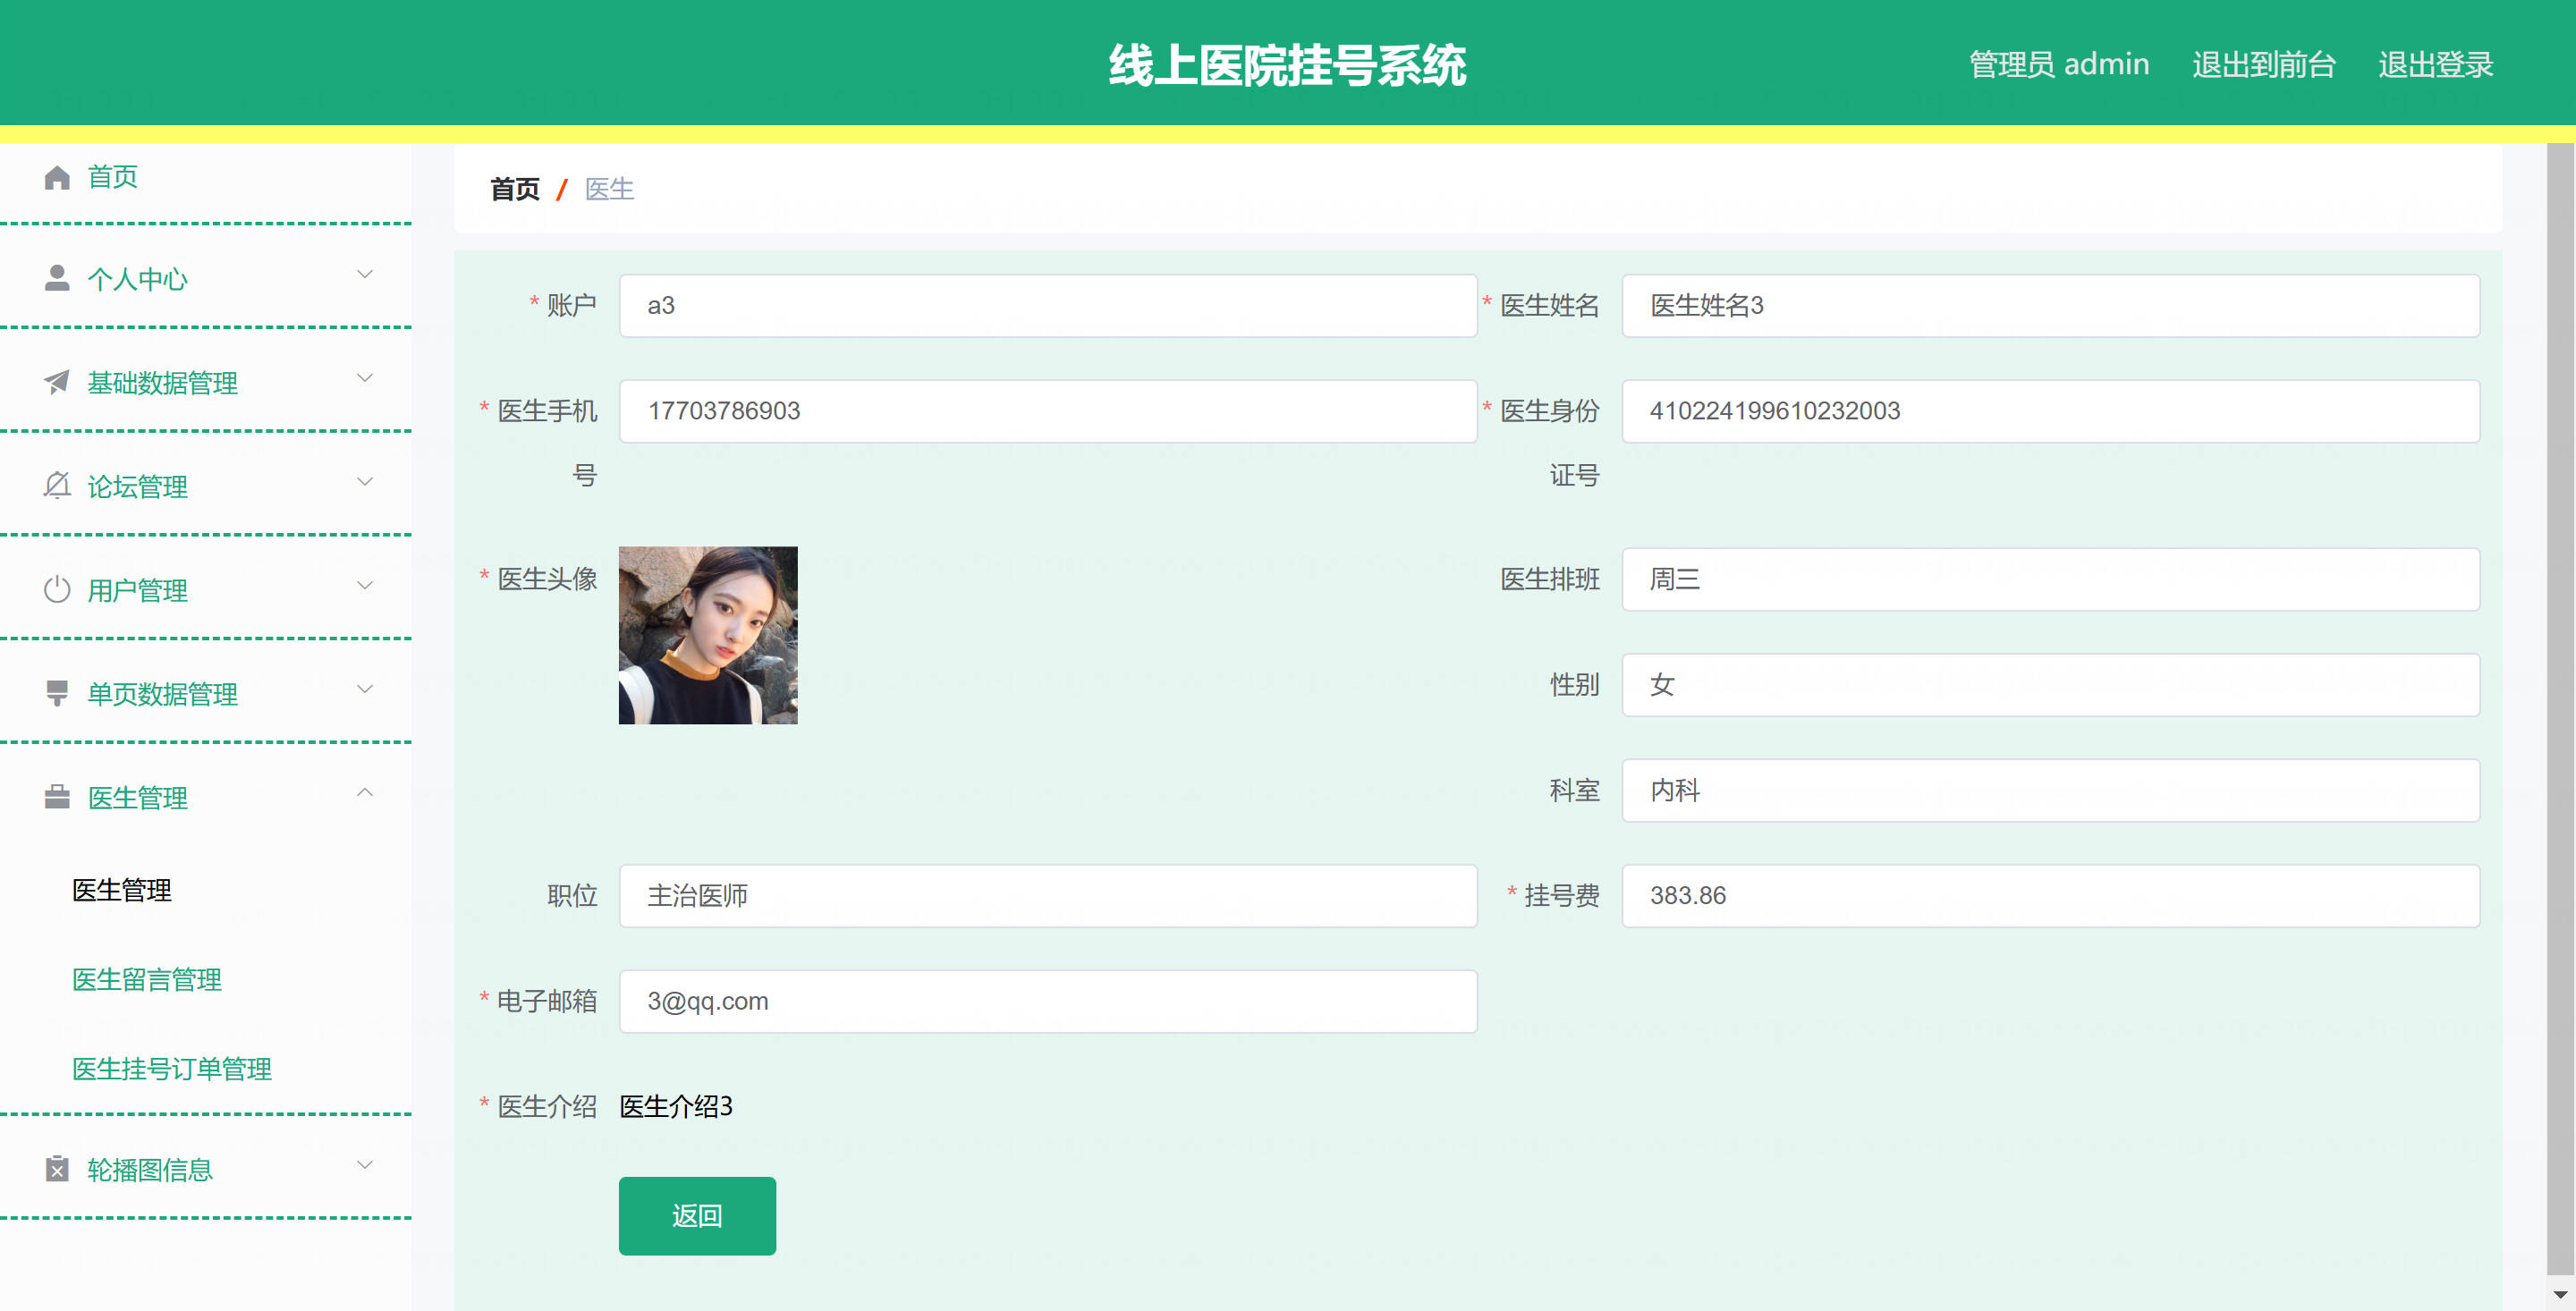 线上医院挂号系统
管理员 admin 退出到前台 退出登录
首页
个人中心
基础数据管理
论坛管理
用户管理
单页数据管理
医生管理
医生管理
医生留言管理
医生挂号订单管理
轮播图信息
首页 / 医生
* 账户 a3
* 医生姓名 医生姓名3
* 医生手机 17703786903
号
* 医生身份 410224199610232003
证号
* 医生头像
医生排班 周三
性别 女
科室 内科
职位 主治医师
* 挂号费 383.86
* 电子邮箱 3@qq.com
* 医生介绍 医生介绍3
返回